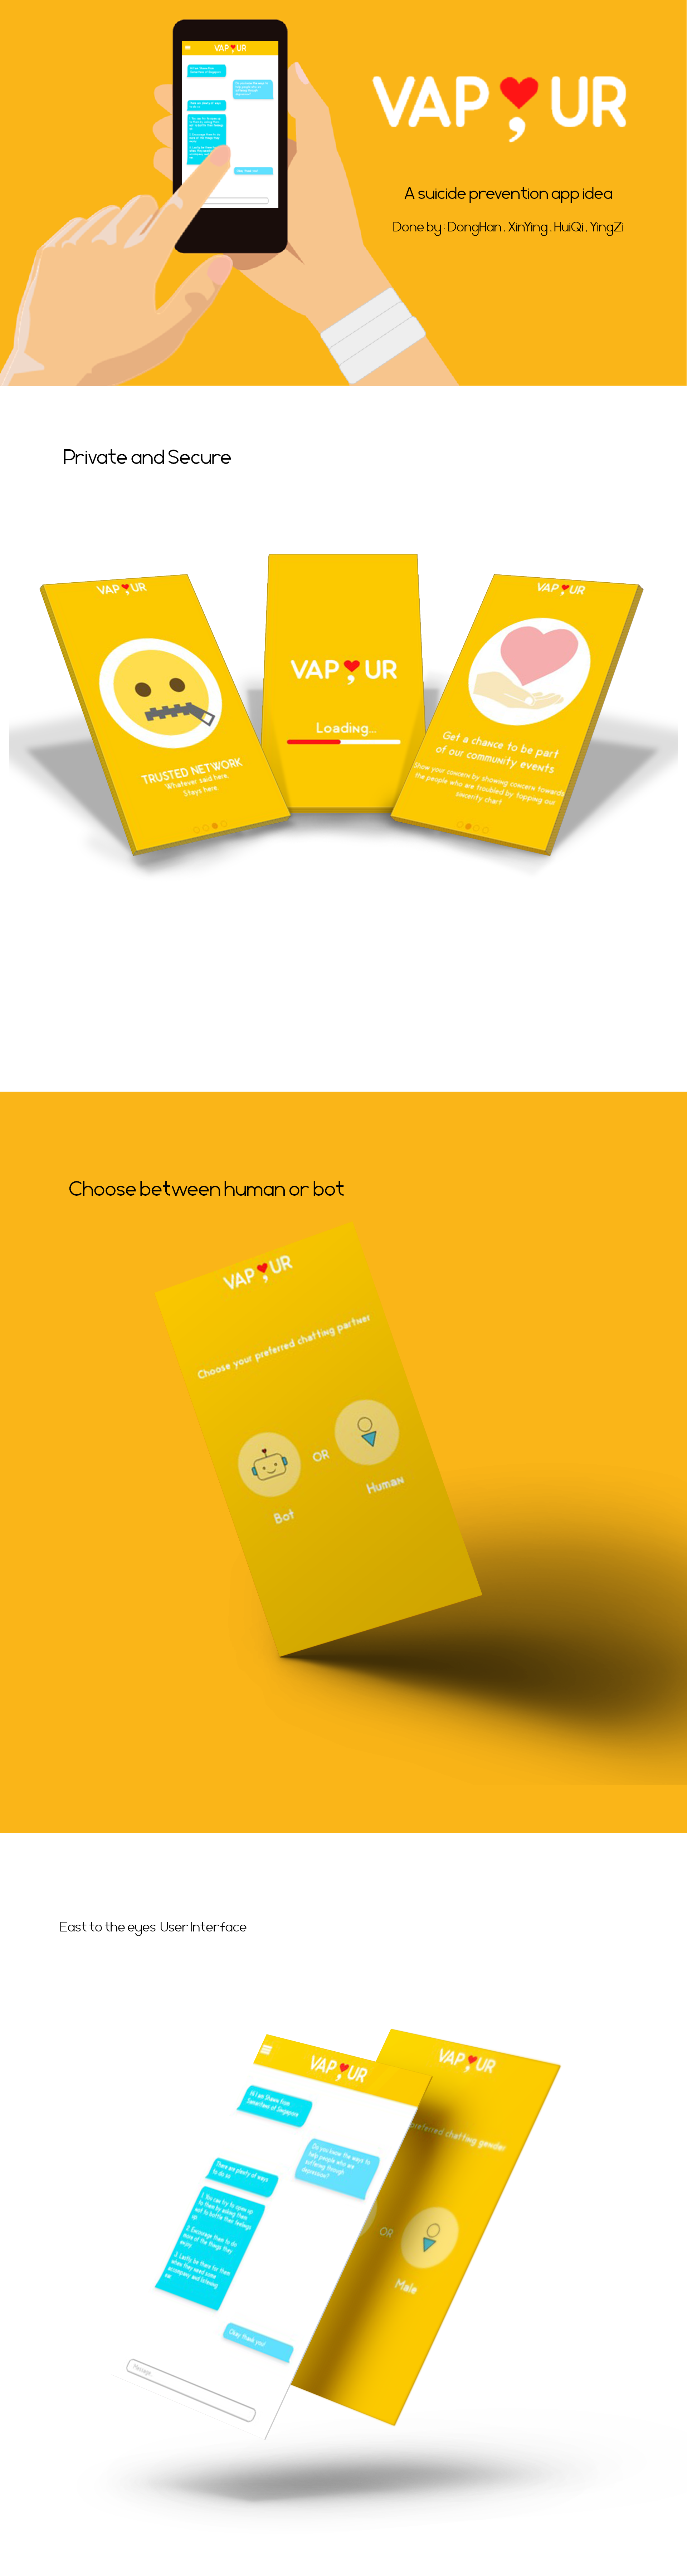 VAP UR
VAP;UR
A suicide prevention app idea
Done by : DongHan , XinYing , HuiQi , YingZi
Private and Secure
VAP;UR
TRUSTED NETWORK
Whatever said here,
Stays here.
VAP;UR
Loading...
VAP;UR
Get a chance to be part
of our community events
Show your concern by showing concern towards
the people who are troubled by topping our
sincerity chart
Choose between human or bot
VAP;UR
Choose your preferred chatting partner
OR
Bot
Human
East to the eyes User Interface
VAP;UR
Hi I am Shawn from
Samaritans of Singapore
Do you know the ways to
help people who are
suffering through
depression?
There are plenty of ways
to do so
1. You can try to open up
to them by asking them
not to bottle their feelings
up
2. Encourage them to do
more of the things they
enjoy
3. Lastly, be there for them
when they need some
accompany and listening
ear
Okay, thank you!
Message
VAP;UR
preferred chatting gender
OR
Male